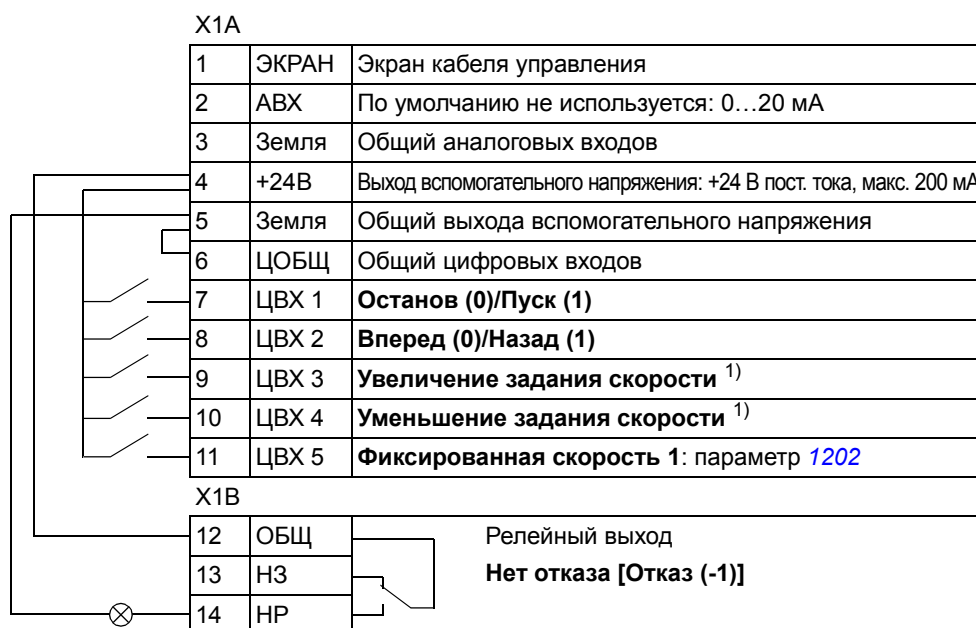 X1A
1 ЭКРАН Экран кабеля управления
2 АВХ По умолчанию не используется: 0…20 мА
3 Земля Общий аналоговых входов
4 +24В Выход вспомогательного напряжения: +24 В пост. тока, макс. 200 мА
5 Земля Общий выхода вспомогательного напряжения
6 ЦОБЩ Общий цифровых входов
7 ЦВХ 1 Останов (0)/Пуск (1)
8 ЦВХ 2 Вперед (0)/Назад (1)
9 ЦВХ 3 Увеличение задания скорости 1)
10 ЦВХ 4 Уменьшение задания скорости 1)
11 ЦВХ 5 Фиксированная скорость 1: параметр 1202
X1B
12 ОБЩ Релейный выход
13 НЗ Нет отказа [Отказ (-1)]
14 НР